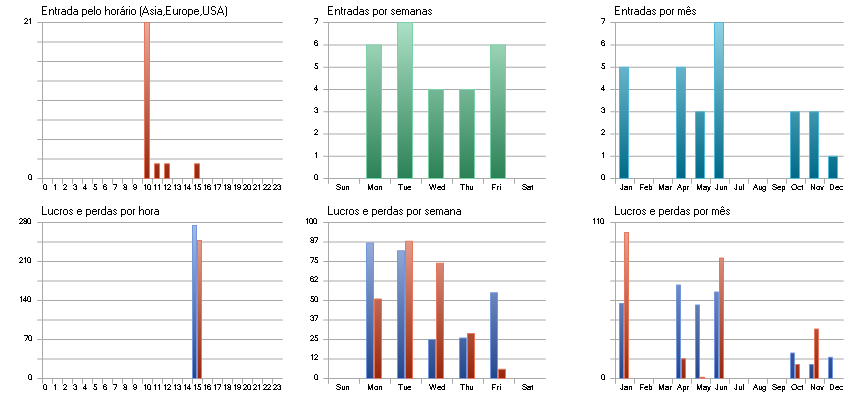 Entrada pelo horário (Asia,Europe,USA)
21
0
0 1 2 3 4 5 6 7 8 9 10 11 12 13 14 15 16 17 18 19 20 21 22 23
Entradas por semanas
7
6
5
4
3
2
1
0
Sun Mon Tue Wed Thu Fri Sat
Entradas por mês
7
6
5
4
3
2
1
0
Jan Feb Mar Apr May Jun Jul Aug Sep Oct Nov Dec
Lucros e perdas por hora
280
210
140
70
0
0 1 2 3 4 5 6 7 8 9 10 11 12 13 14 15 16 17 18 19 20 21 22 23
Lucros e perdas por semana
100
87
75
62
50
37
25
12
0
Sun Mon Tue Wed Thu Fri Sat
Lucros e perdas por mês
110
0
Jan Feb Mar Apr May Jun Jul Aug Sep Oct Nov Dec